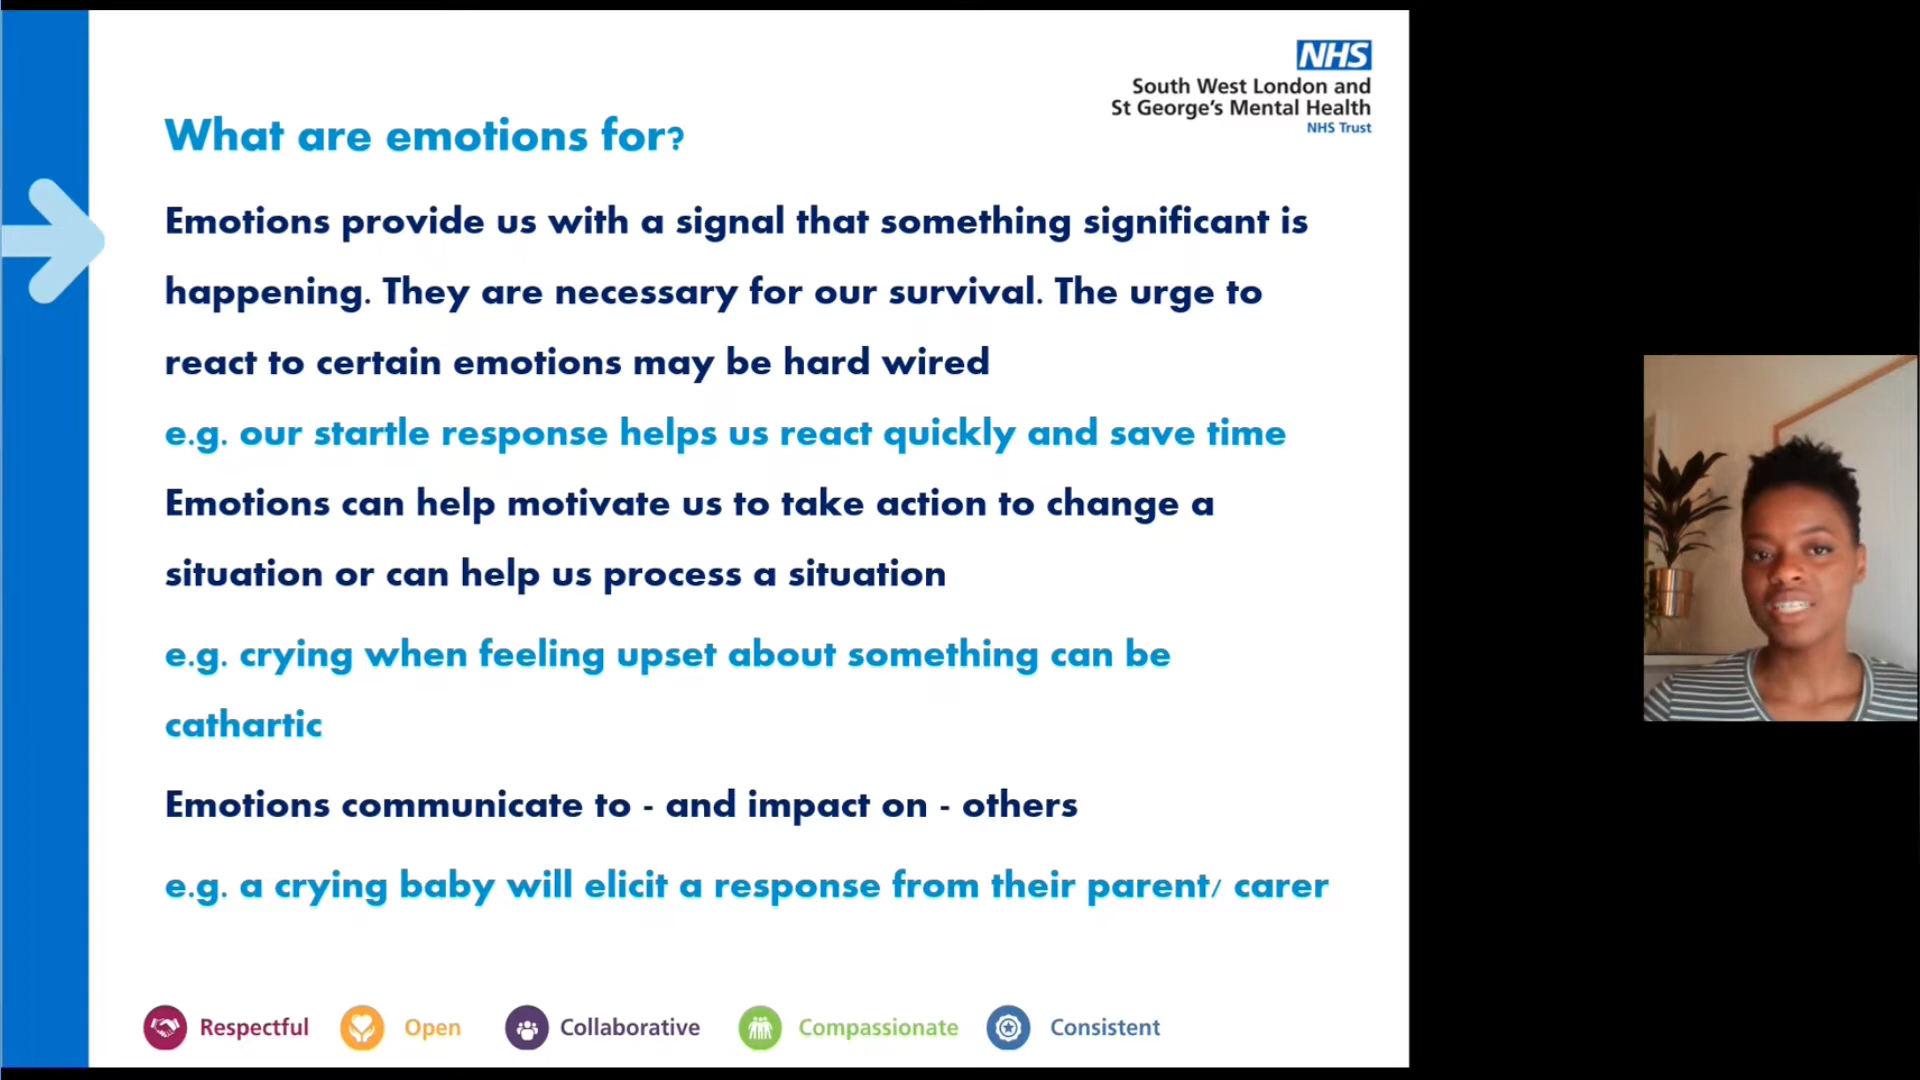 NHS
South West London and
St George's Mental Health
NHS Trust
What are emotions for?
Emotions provide us with a signal that something significant is
happening. They are necessary for our survival. The urge to
react to certain emotions may be hard wired
e.g. our startle response helps us react quickly and save time
Emotions can help motivate us to take action to change a
situation or can help us process a situation
e.g. crying when feeling upset about something can be
cathartic
Emotions communicate to - and impact on - others
e.g. a crying baby will elicit a response from their parent/ carer
Respectful Open Collaborative Compassionate Consistent